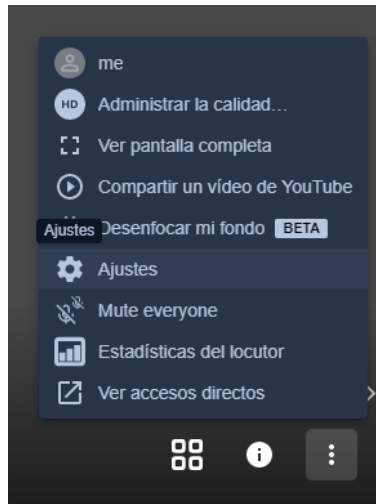 me
HD Administrar la calidad...
Ver pantalla completa
Compartir un vídeo de YouTube
Ajustes Desenfocar mi fondo BETA
Ajustes
Mute everyone
Estadísticas del locutor
Ver accesos directos